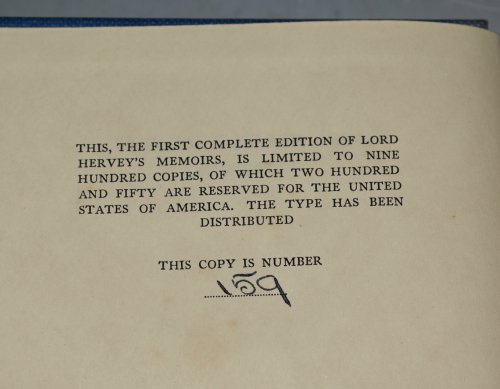 THIS, THE FIRST COMPLETE EDITION OF LORD
HERVEY'S MEMOIRS, IS LIMITED TO NINE
HUNDRED COPIES, OF WHICH TWO HUNDRED
AND FIFTY ARE RESERVED FOR THE UNITED
STATES OF AMERICA. THE TYPE HAS BEEN
DISTRIBUTED
THIS COPY IS NUMBER
159